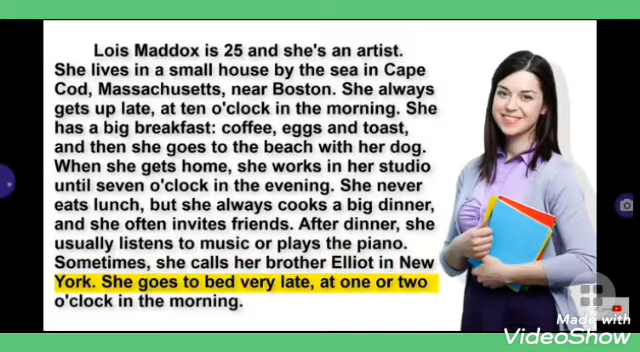 Lois Maddox is 25 and she's an artist.
She lives in a small house by the sea in Cape
Cod, Massachusetts, near Boston. She always
gets up late, at ten o'clock in the morning. She
has a big breakfast: coffee, eggs and toast,
and then she goes to the beach with her dog.
When she gets home, she works in her studio
until seven o'clock in the evening. She never
eats lunch, but she always cooks a big dinner,
and she often invites friends. After dinner, she
usually listens to music or plays the piano.
Sometimes, she calls her brother Elliot in New
York. She goes to bed very late, at one or two
o'clock in the morning.
Made with
VideoShow